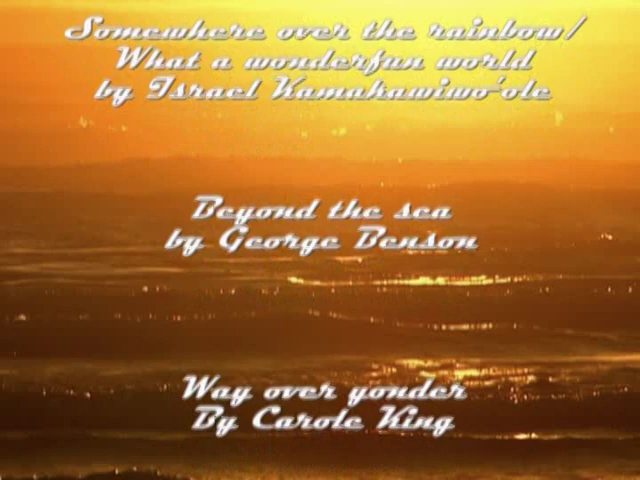 Somewhere over the rainbow/
What a wonderfun world
by Israel Kamakawiwo'ole
Beyond the sea
by George Benson
Way over yonder
By Carole King